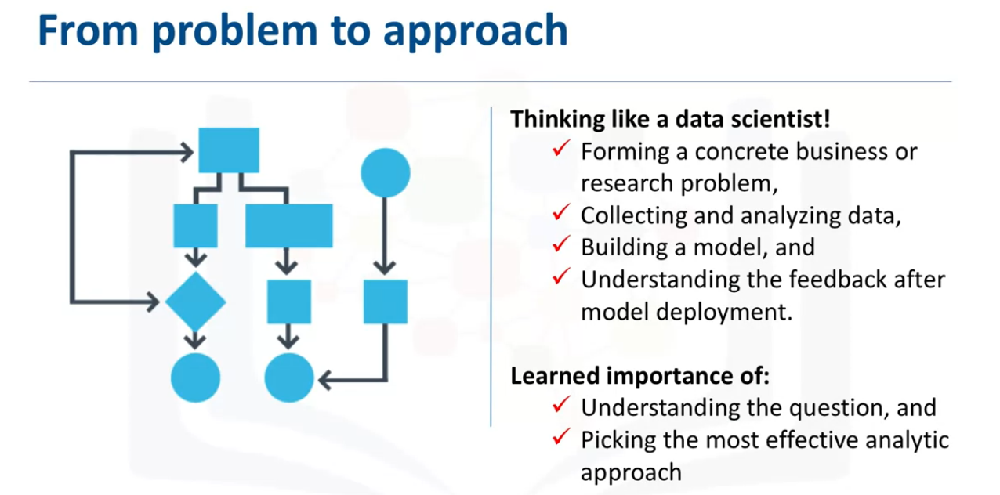 From problem to approach
Thinking like a data scientist!
✓ Forming a concrete business or
research problem,
✓ Collecting and analyzing data,
✓ Building a model, and
✓ Understanding the feedback after
model deployment.
Learned importance of:
✓ Understanding the question, and
✓ Picking the most effective analytic
approach